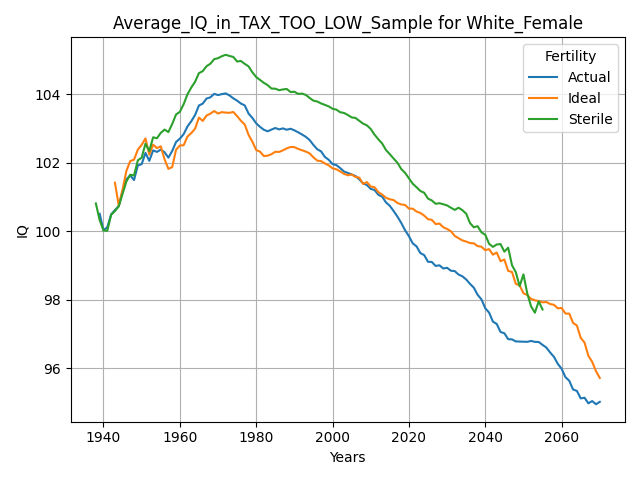 Average_IQ_in_TAX_TOO_LOW_Sample for White_Female
Fertility
Actual
Ideal
Sterile
IQ
104
102
100
98
96
1940 1960 1980 2000 2020 2040 2060
Years